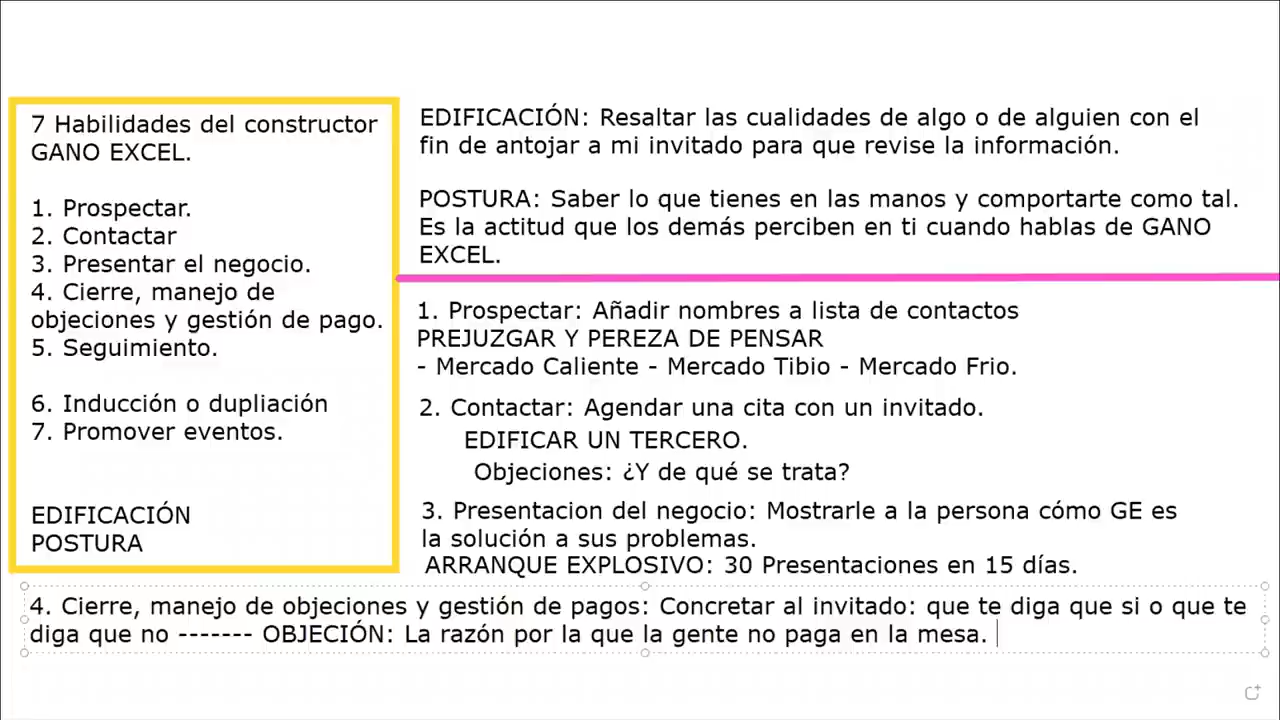 7 Habilidades del constructor
GANO EXCEL.
1. Prospectar.
2. Contactar
3. Presentar el negocio.
4. Cierre, manejo de
objeciones y gestión de pago.
5. Seguimiento.
6. Inducción o dupliación
7. Promover eventos.
EDIFICACIÓN
POSTURA
EDIFICACIÓN: Resaltar las cualidades de algo o de alguien con el
fin de antojar a mi invitado para que revise la información.
POSTURA: Saber lo que tienes en las manos y comportarte como tal.
Es la actitud que los demás perciben en ti cuando hablas de GANO
EXCEL.
1. Prospectar: Añadir nombres a lista de contactos
PREJUZGAR Y PEREZA DE PENSAR
- Mercado Caliente - Mercado Tibio - Mercado Frio.
2. Contactar: Agendar una cita con un invitado.
EDIFICAR UN TERCERO.
Objeciones: ¿Y de qué se trata?
3. Presentacion del negocio: Mostrarle a la persona cómo GE es
la solución a sus problemas.
ARRANQUE EXPLOSIVO: 30 Presentaciones en 15 días.
4. Cierre, manejo de objeciones y gestión de pagos: Concretar al invitado: que te diga que si o que te
diga que no ------- OBJECIÓN: La razón por la que la gente no paga en la mesa.